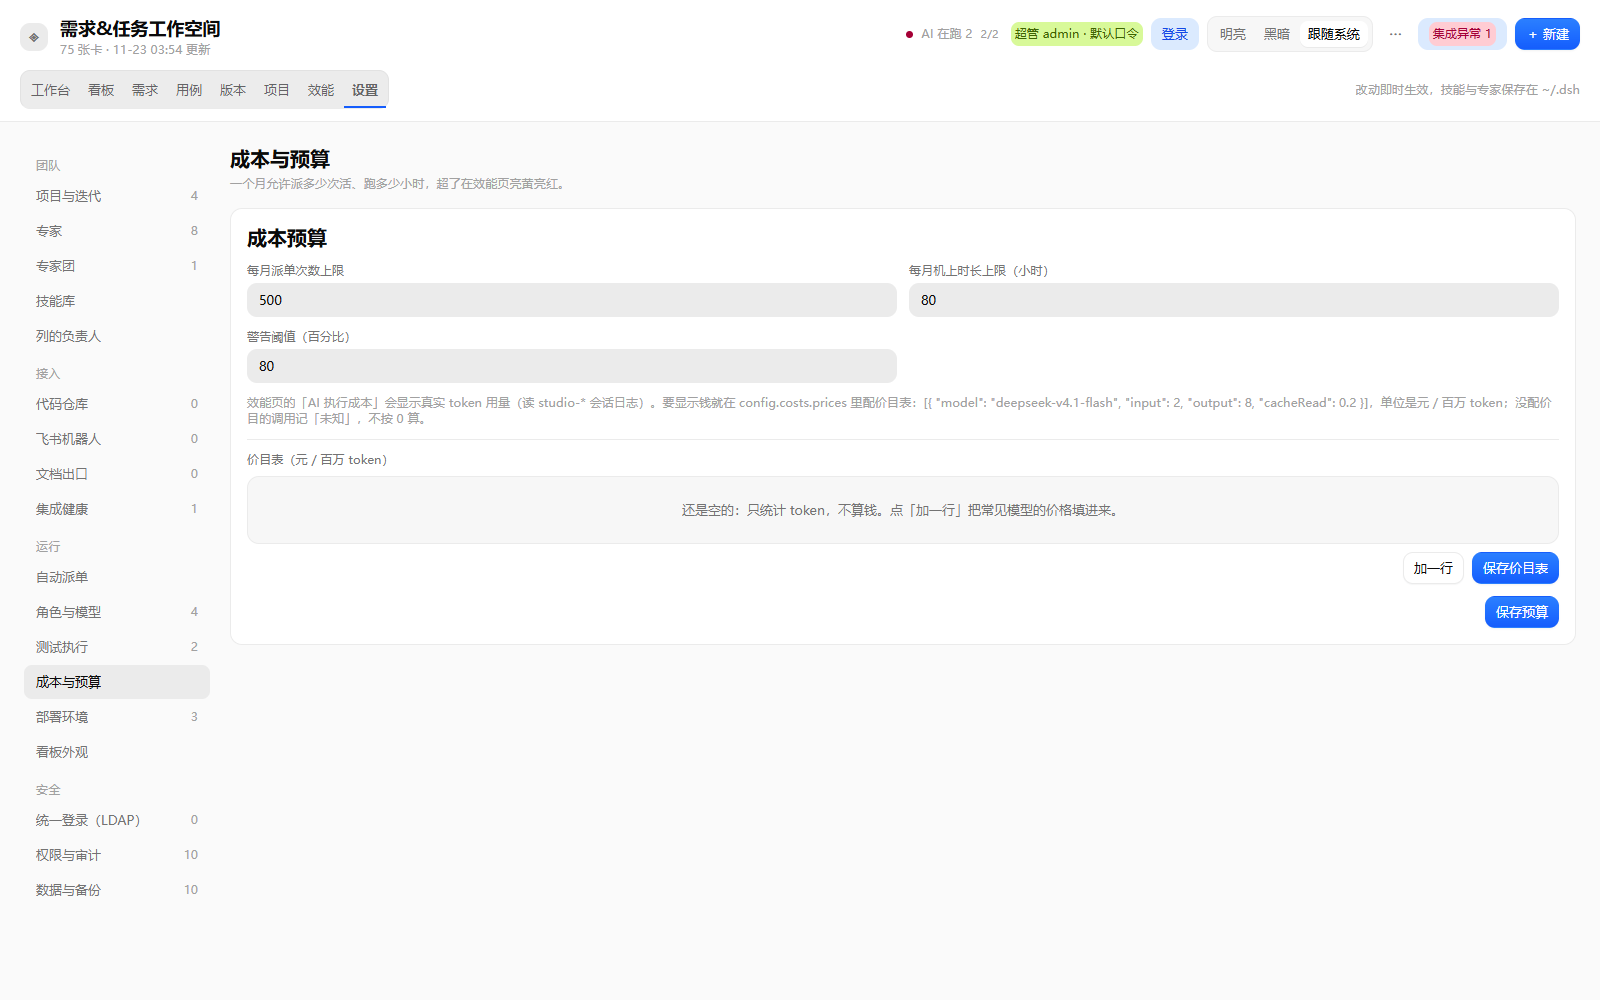 需求&任务工作空间
75 张卡 · 11-23 03:54 更新
AI 在跑 2 2/2
超管 admin · 默认口令
登录
明亮 黑暗 跟随系统
···
集成异常 1
+ 新建
工作台 看板 需求 用例 版本 项目 效能 设置
改动即时生效，技能与专家保存在 ~/.dsh
团队
项目与迭代 4
专家 8
专家团 1
技能库
列的负责人
接入
代码仓库 0
飞书机器人 0
文档出口 0
集成健康 1
运行
自动派单
角色与模型 4
测试执行 2
成本与预算
部署环境 3
看板外观
安全
统一登录（LDAP） 0
权限与审计 10
数据与备份 10
成本与预算
一个月允许派多少次活、跑多少小时，超了在效能页亮黄亮红。
成本预算
每月派单次数上限
500
每月机上时长上限（小时）
80
警告阈值（百分比）
80
效能页的「AI 执行成本」会显示真实 token 用量（读 studio-* 会话日志）。要显示钱就在 config.costs.prices 里配价目表：[{ "model": "deepseek-v4.1-flash", "input": 2, "output": 8, "cacheRead": 0.2 }]，单位是元 / 百万 token；没配价
目的调用记「未知」，不按 0 算。
价目表（元 / 百万 token）
还是空的：只统计 token，不算钱。点「加一行」把常见模型的价格填进来。
加一行
保存价目表
保存预算